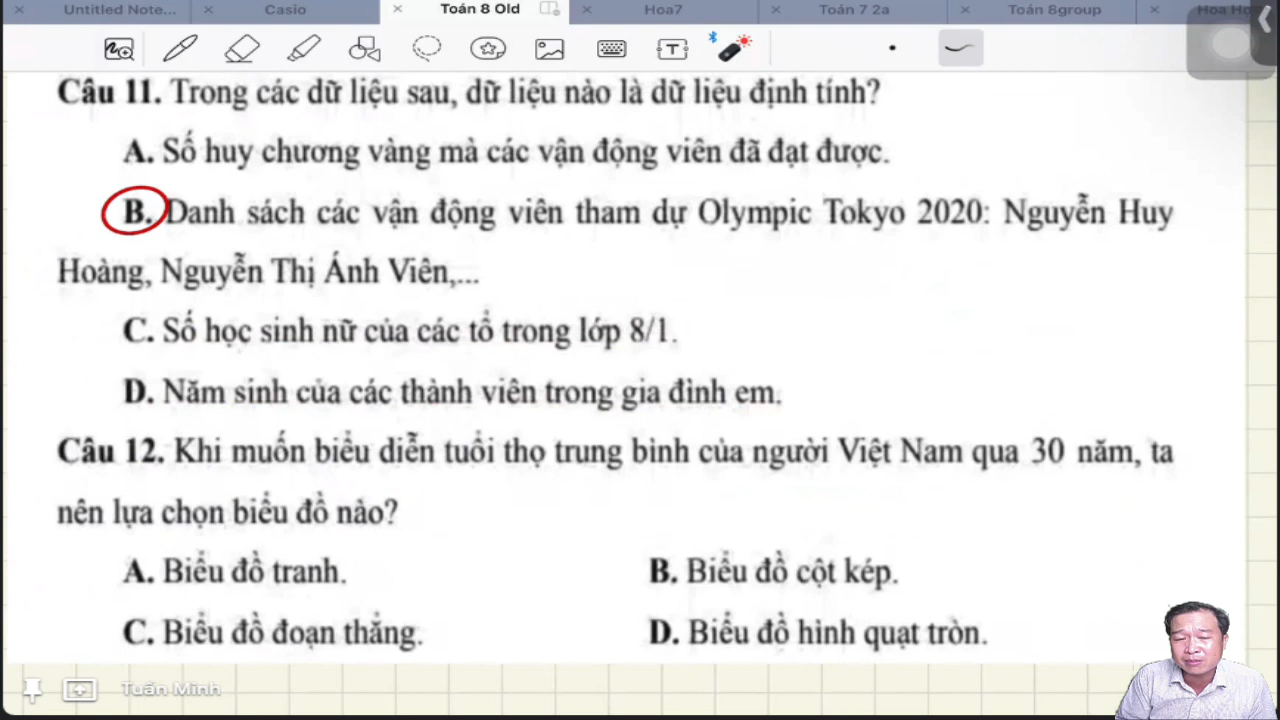 Untitled Note...
Casio
Toán 8 Old
Hoa7
Toán 7 2a
Toán 8group
Câu 11. Trong các dữ liệu sau, dữ liệu nào là dữ liệu định tính?
A. Số huy chương vàng mà các vận động viên đã đạt được.
B. Danh sách các vận động viên tham dự Olympic Tokyo 2020: Nguyễn Huy
Hoàng, Nguyễn Thị Ánh Viên,...
C. Số học sinh nữ của các tổ trong lớp 8/1.
D. Năm sinh của các thành viên trong gia đình em.
Câu 12. Khi muốn biểu diễn tuổi thọ trung bình của người Việt Nam qua 30 năm, ta
nên lựa chọn biểu đồ nào?
A. Biểu đồ tranh. B. Biểu đồ cột kép.
C. Biểu đồ đoạn thẳng. D. Biểu đồ hình quạt tròn.
Tuấn Minh